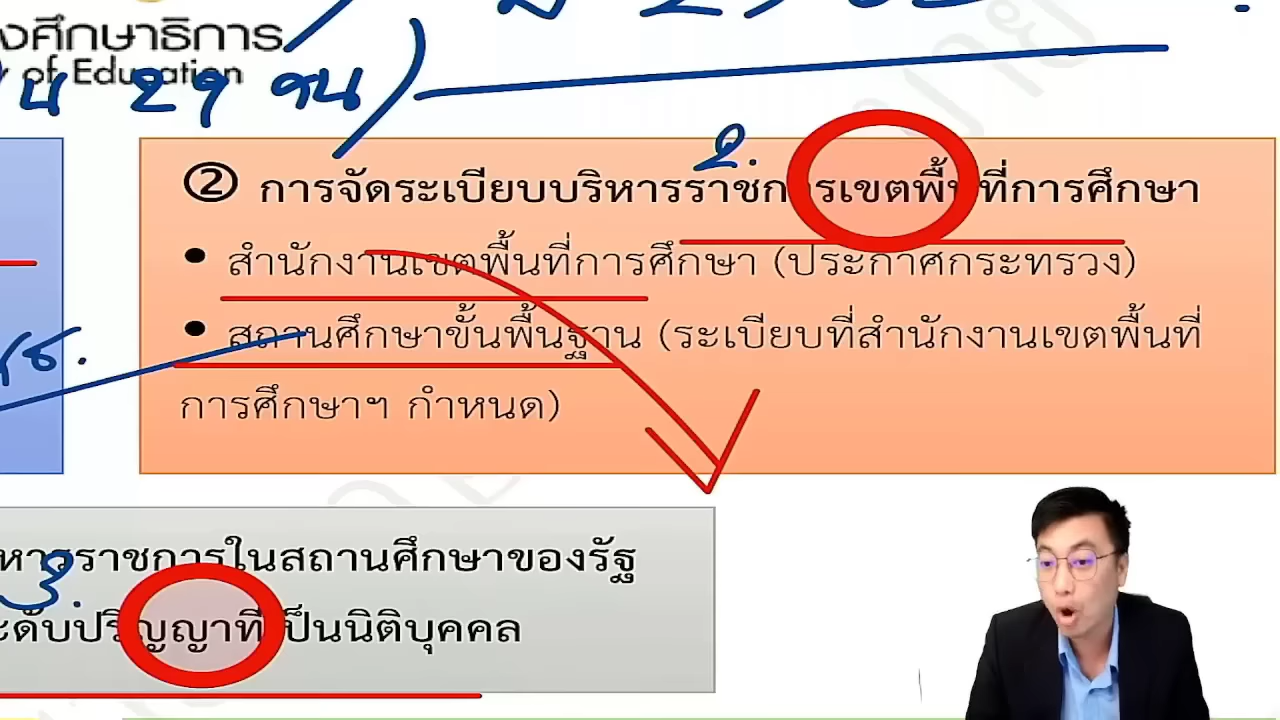 งศึกษาธิการ
of Education
น 29 วัน)
2.
② การจัดระเบียบบริหารราชการเขตพื้นที่การศึกษา
• สำนักงานเขตพื้นที่การศึกษา (ประกาศกระทรวง)
• สถานศึกษาขั้นพื้นฐาน (ระเบียบที่สำนักงานเขตพื้นที่
การศึกษาฯ กำหนด)
หารราชการในสถานศึกษาของรัฐ
3.
ะดับปริญญาที่เป็นนิติบุคคล